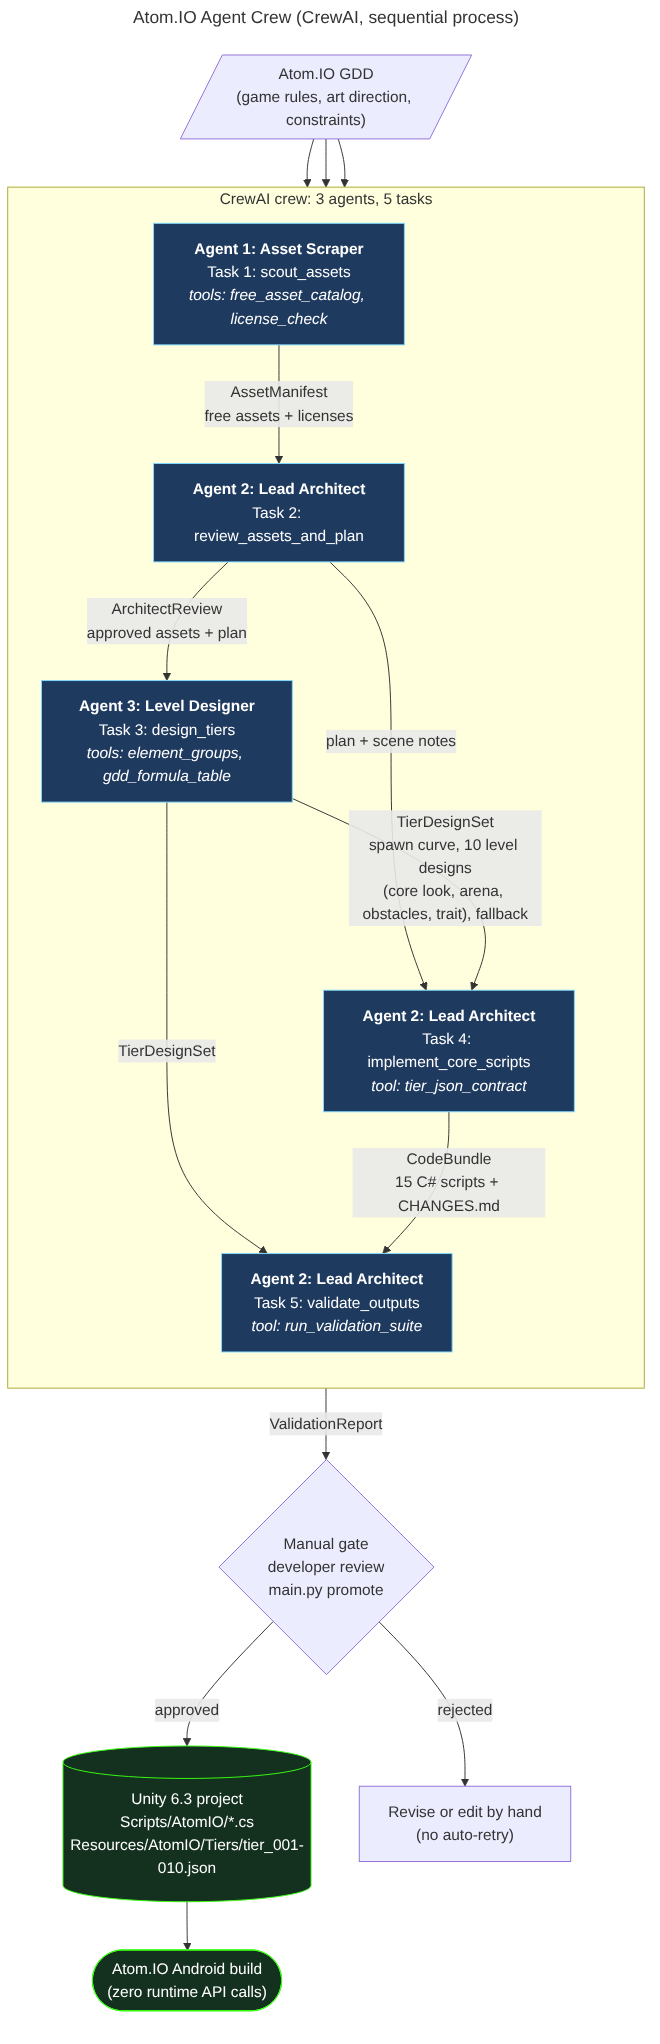 Atom.IO Agent Crew (CrewAI, sequential process)
Atom.IO GDD
(game rules, art direction,
constraints)
CrewAI crew: 3 agents, 5 tasks
Agent 1: Asset Scraper
Task 1: scout_assets
tools: free_asset_catalog,
license_check
AssetManifest
free assets + licenses
Agent 2: Lead Architect
Task 2:
review_assets_and_plan
ArchitectReview
approved assets + plan
Agent 3: Level Designer
Task 3: design_tiers
tools: element_groups,
gdd_formula_table
plan + scene notes
TierDesignSet
spawn curve, 10 level
designs
(core look, arena,
obstacles, trait), fallback
Agent 2: Lead Architect
Task 4:
implement_core_scripts
tool: tier_json_contract
TierDesignSet
CodeBundle
15 C# scripts +
CHANGES.md
Agent 2: Lead Architect
Task 5: validate_outputs
tool: run_validation_suite
ValidationReport
Manual gate
developer review
main.py promote
approved
rejected
Unity 6.3 project
Scripts/AtomIO/*.cs
Resources/AtomIO/Tiers/tier_001-
010.json
Revise or edit by hand
(no auto-retry)
Atom.IO Android build
(zero runtime API calls)